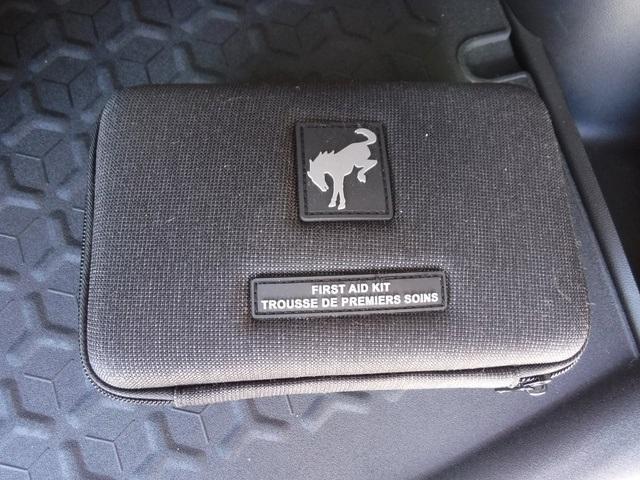 FIRST AID KIT
TROUSSE DE PREMIERS SOINS